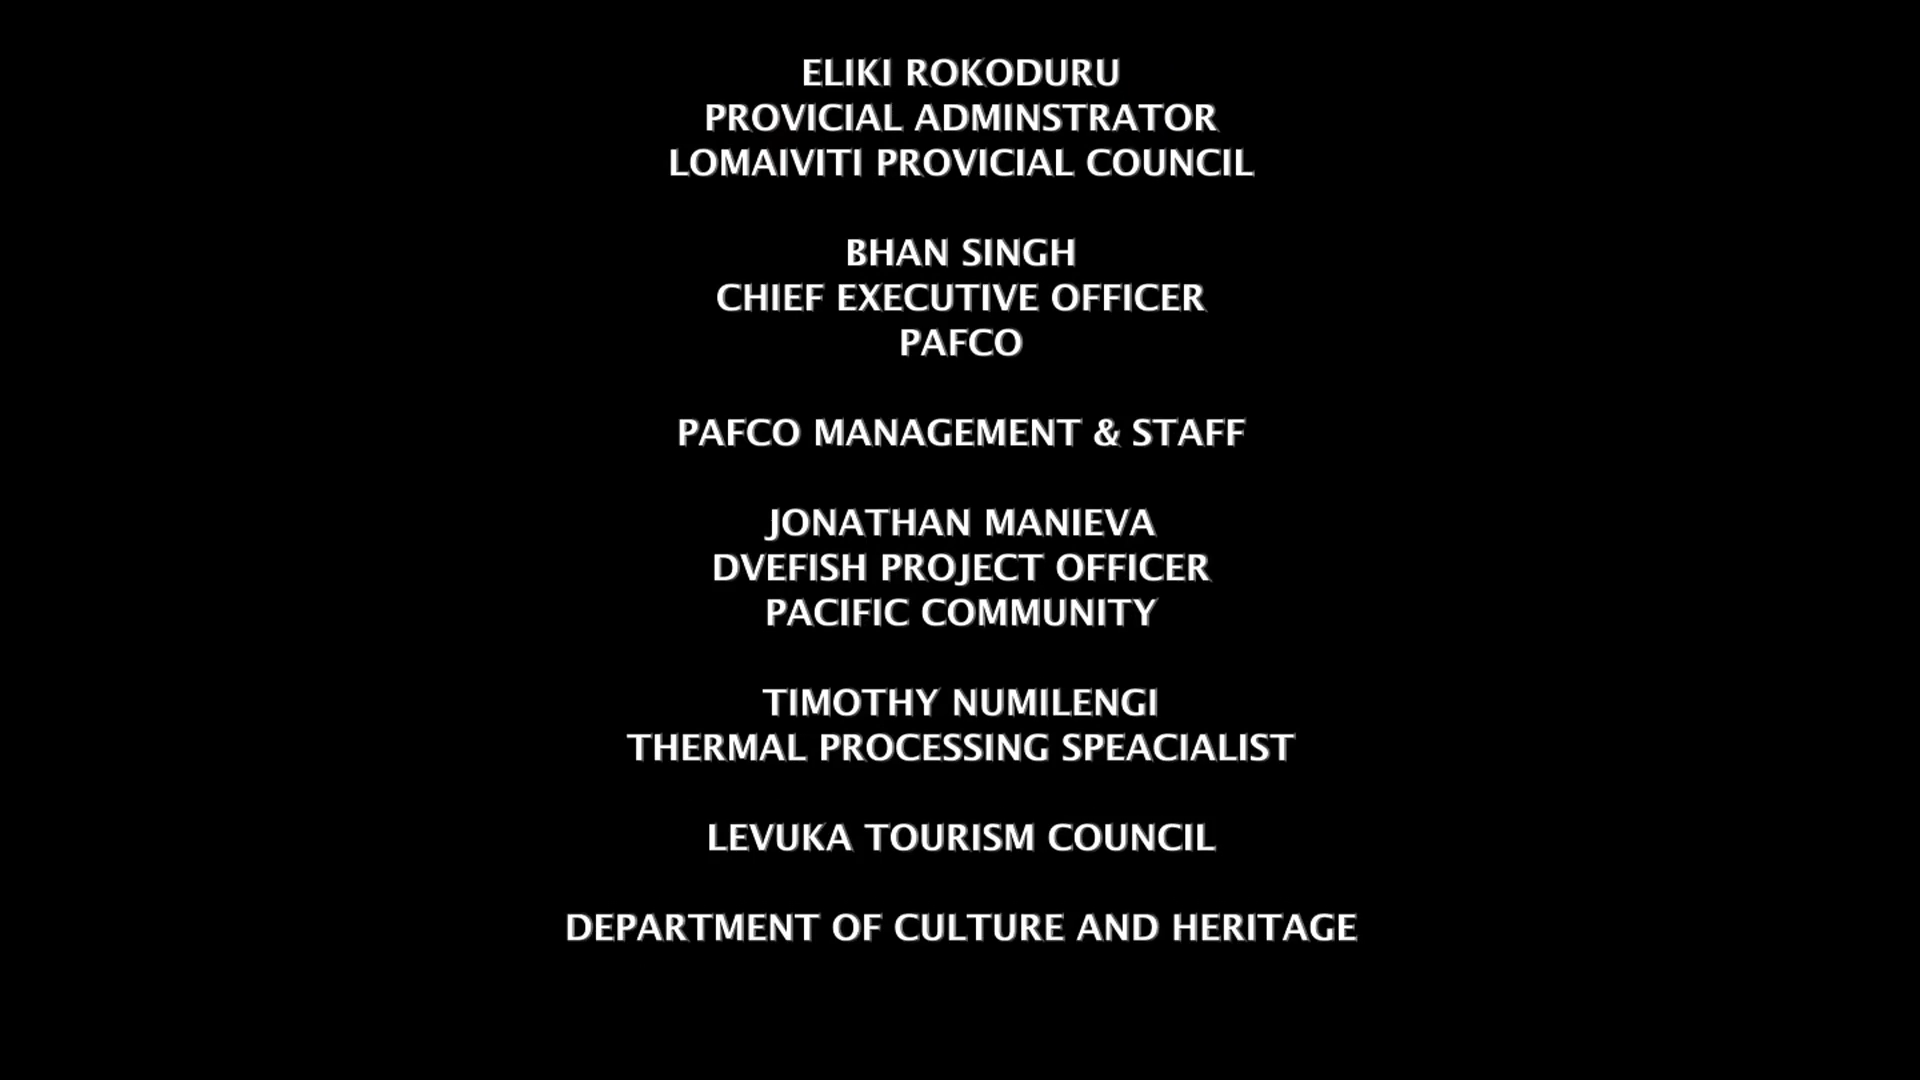 ELIKI ROKODURU
PROVICIAL ADMINSTRATOR
LOMAIVITI PROVICIAL COUNCIL
BHAN SINGH
CHIEF EXECUTIVE OFFICER
PAFCO
PAFCO MANAGEMENT & STAFF
JONATHAN MANIEVA
DVEFISH PROJECT OFFICER
PACIFIC COMMUNITY
TIMOTHY NUMILENGI
THERMAL PROCESSING SPEACIALIST
LEVUKA TOURISM COUNCIL
DEPARTMENT OF CULTURE AND HERITAGE